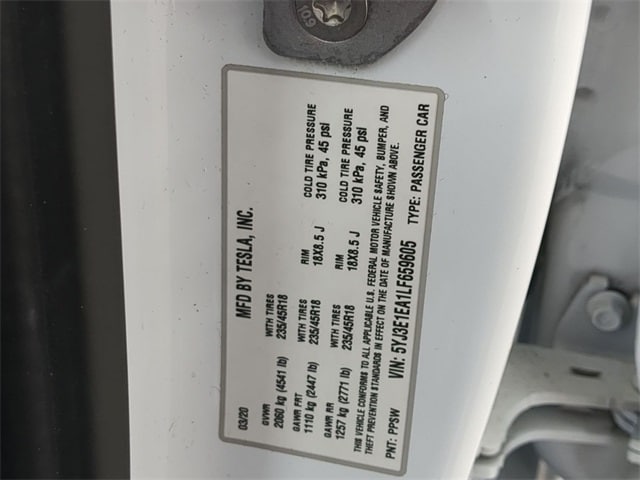 109
03/20 MFD BY TESLA, INC.
GVWR WITH TIRES RIM COLD TIRE PRESSURE
2060 kg (4541 lb) 235/45R18 18X8.5 J 310 kPa, 45 psi
GAWR FRT WITH TIRES RIM COLD TIRE PRESSURE
1110 kg (2447 lb) 235/45R18 18X8.5 J 310 kPa, 45 psi
GAWR RR WITH TIRES
1257 kg (2771 lb) 235/45R18
THIS VEHICLE CONFORMS TO ALL APPLICABLE U.S. FEDERAL MOTOR VEHICLE SAFETY, BUMPER, AND
THEFT PREVENTION STANDARDS IN EFFECT ON THE DATE OF MANUFACTURE SHOWN ABOVE.
PNT: PPSW VIN: 5YJ3E1EA1LF659605 TYPE: PASSENGER CAR